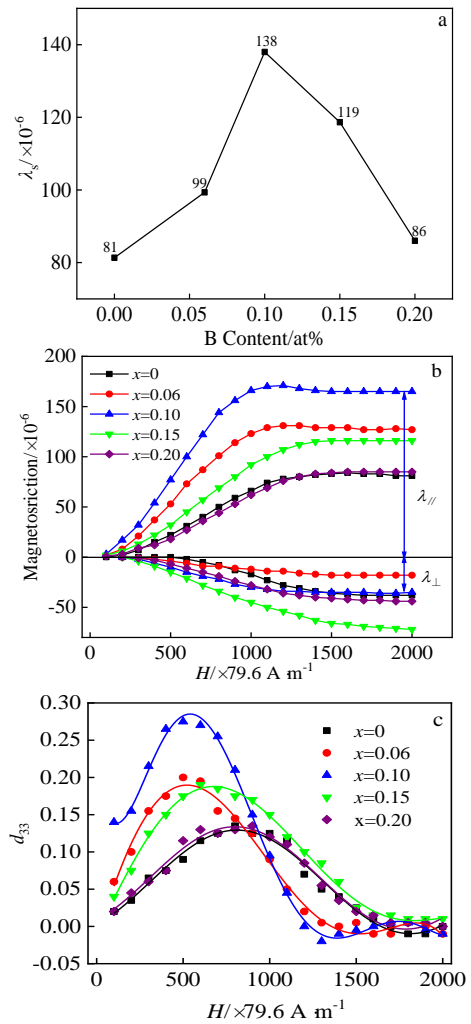 a
140
120
100
80
λs/×10-6
81
99
138
119
86
0.00 0.05 0.10 0.15 0.20
B Content/at%
b
200
150
100
50
0
-50
Magnetosriction/×10-6
x=0
x=0.06
x=0.10
x=0.15
x=0.20
λ//
λ⊥
0 500 1000 1500 2000
H/×79.6 A m-1
c
0.30
0.25
0.20
0.15
0.10
0.05
0.00
-0.05
d33
x=0
x=0.06
x=0.10
x=0.15
x=0.20
0 500 1000 1500 2000
H/×79.6 A·m-1